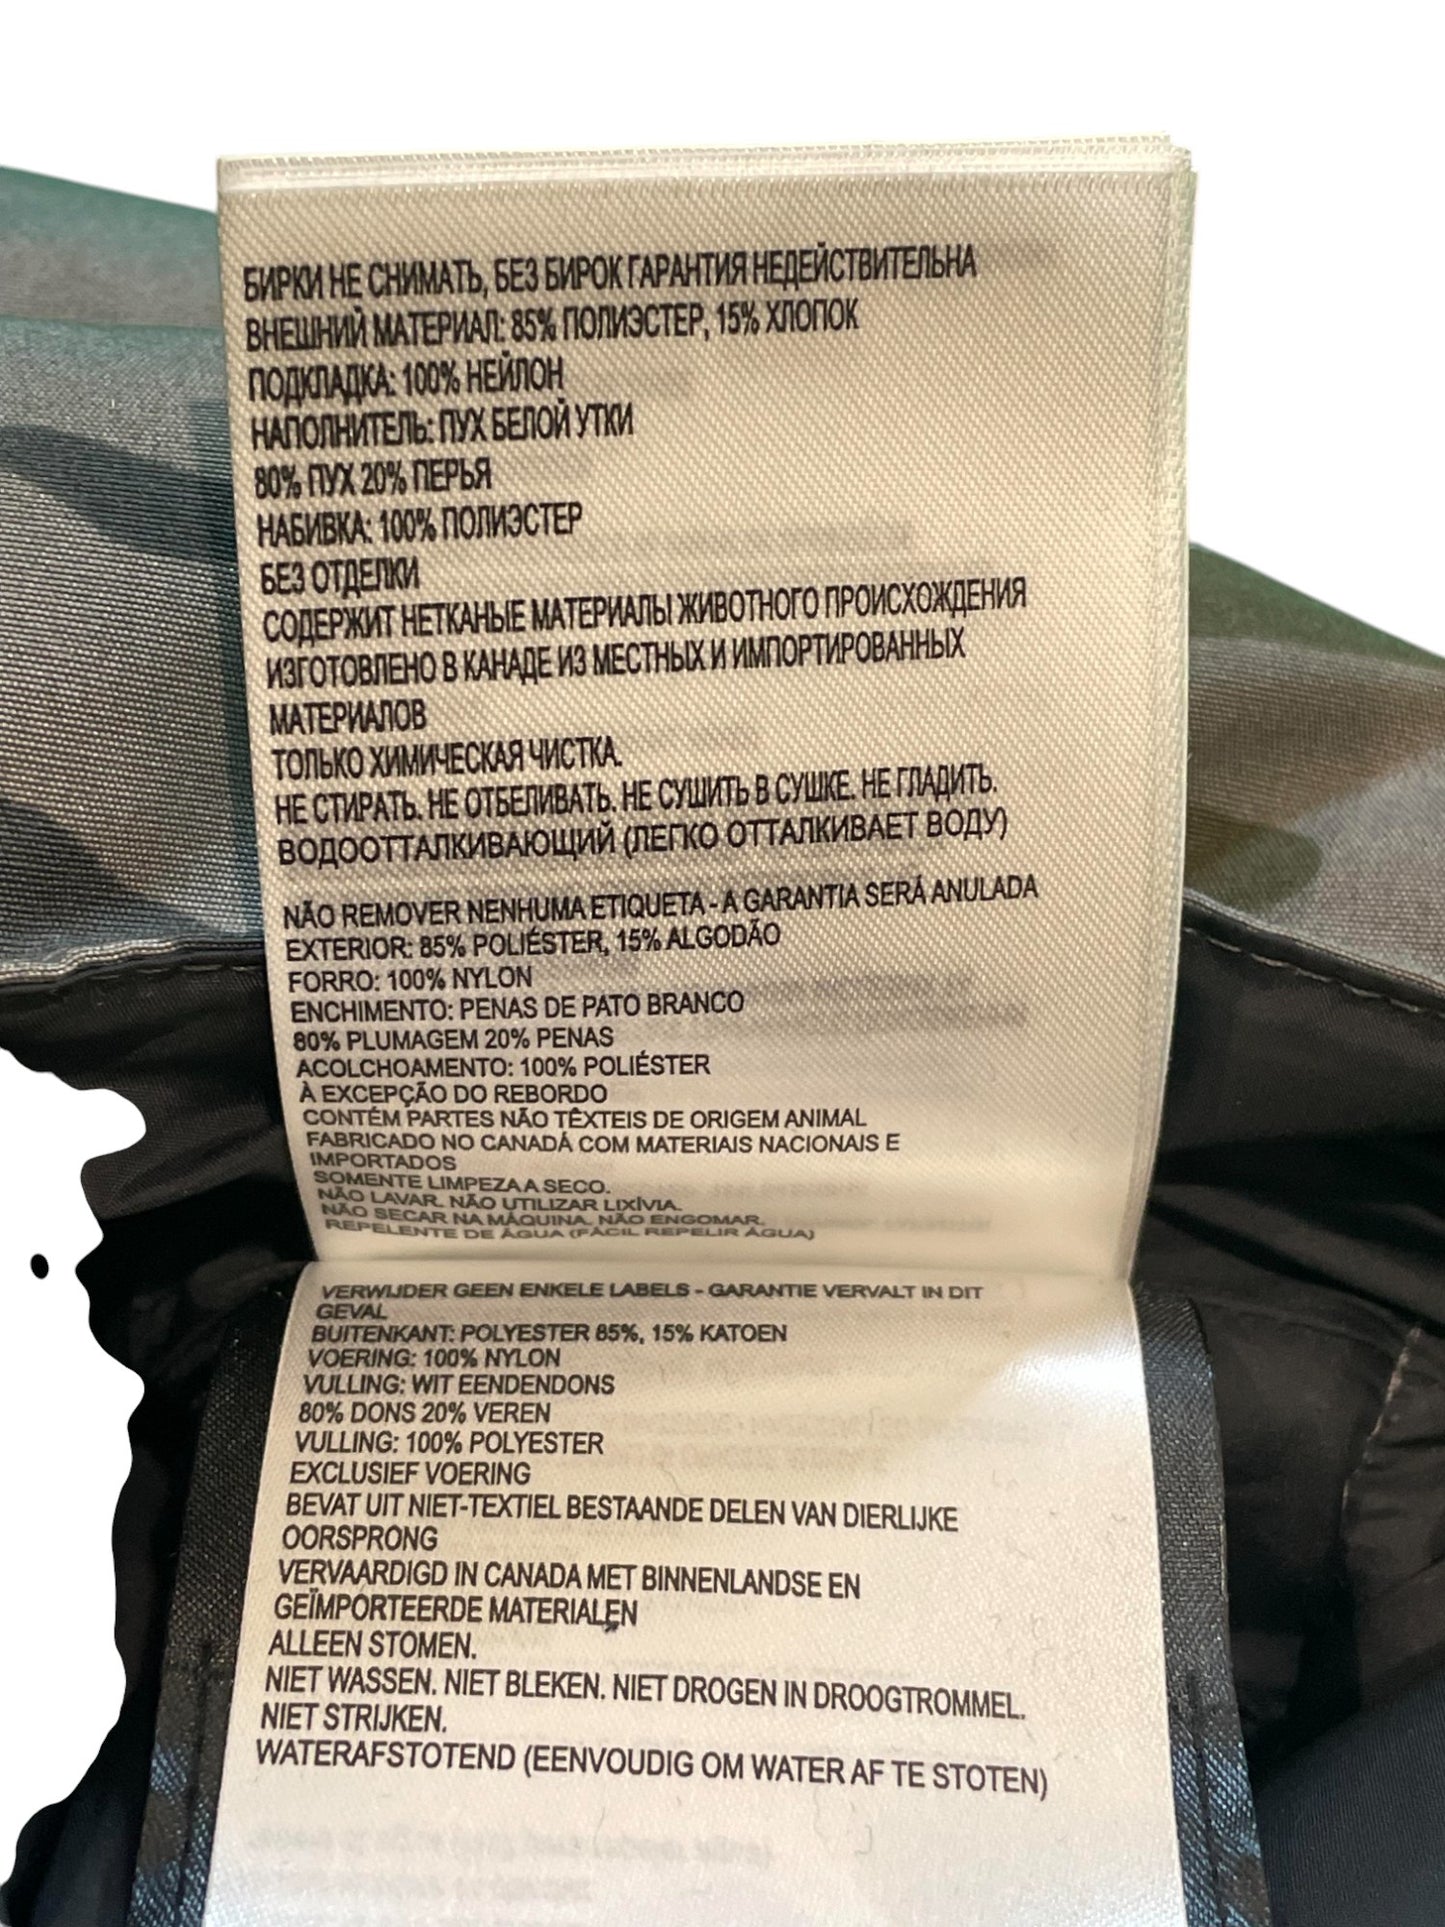 БИРКИ НЕ СНИМАТЬ, БЕЗ БИРОК ГАРАНТИЯ НЕДЕЙСТВИТЕЛЬНА
ВНЕШНИЙ МАТЕРИАЛ: 85% ПОЛИЭСТЕР, 15% ХЛОПОК
ПОДКЛАДКА: 100% НЕЙЛОН
НАПОЛНИТЕЛЬ: ПУХ БЕЛОЙ УТКИ
80% ПУХ 20% ПЕРЬЯ
НАБИВКА: 100% ПОЛИЭСТЕР
БЕЗ ОТДЕЛКИ
СОДЕРЖИТ НЕТКАНЫЕ МАТЕРИАЛЫ ЖИВОТНОГО ПРОИСХОЖДЕНИЯ
ИЗГОТОВЛЕНО В КАНАДЕ ИЗ МЕСТНЫХ И ИМПОРТИРОВАННЫХ
МАТЕРИАЛОВ
ТОЛЬКО ХИМИЧЕСКАЯ ЧИСТКА.
НЕ СТИРАТЬ. НЕ ОТБЕЛИВАТЬ. НЕ СУШИТЬ В СУШКЕ. НЕ ГЛАДИТЬ.
ВОДООТТАЛКИВАЮЩИЙ (ЛЕГКО ОТТАЛКИВАЕТ ВОДУ)
NÃO REMOVER NENHUMA ETIQUETA - A GARANTIA SERÁ ANULADA
EXTERIOR: 85% POLIÉSTER, 15% ALGODÃO
FORRO: 100% NYLON
ENCHIMENTO: PENAS DE PATO BRANCO
80% PLUMAGEM 20% PENAS
ACOLCHOAMENTO: 100% POLIÉSTER
À EXCEPÇÃO DO REBORDO
CONTÉM PARTES NÃO TÊXTEIS DE ORIGEM ANIMAL
FABRICADO NO CANADÁ COM MATERIAIS NACIONAIS E
IMPORTADOS
SOMENTE LIMPEZA A SECO.
NÃO LAVAR. NÃO UTILIZAR LIXÍVIA.
NÃO SECAR NA MÁQUINA. NÃO ENGOMAR.
REPELENTE DE ÁGUA (FÁCIL REPELIR ÁGUA)
VERWIJDER GEEN ENKELE LABELS - GARANTIE VERVALT IN DIT
GEVAL
BUITENKANT: POLYESTER 85%, 15% KATOEN
VOERING: 100% NYLON
VULLING: WIT EENDENDONS
80% DONS 20% VEREN
VULLING: 100% POLYESTER
EXCLUSIEF VOERING
BEVAT UIT NIET-TEXTIEL BESTAANDE DELEN VAN DIERLIJKE
OORSPRONG
VERVAARDIGD IN CANADA MET BINNENLANDSE EN
GEÏMPORTEERDE MATERIALEN
ALLEEN STOMEN.
NIET WASSEN. NIET BLEKEN. NIET DROGEN IN DROOGTROMMEL.
NIET STRIJKEN.
WATERAFSTOTEND (EENVOUDIG OM WATER AF TE STOTEN)